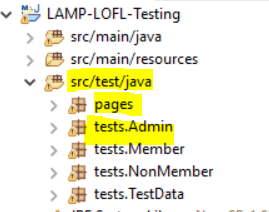 LAMP-LOFL-Testing
src/main/java
src/main/resources
src/test/java
pages
tests.Admin
tests.Member
tests.NonMember
tests.TestData